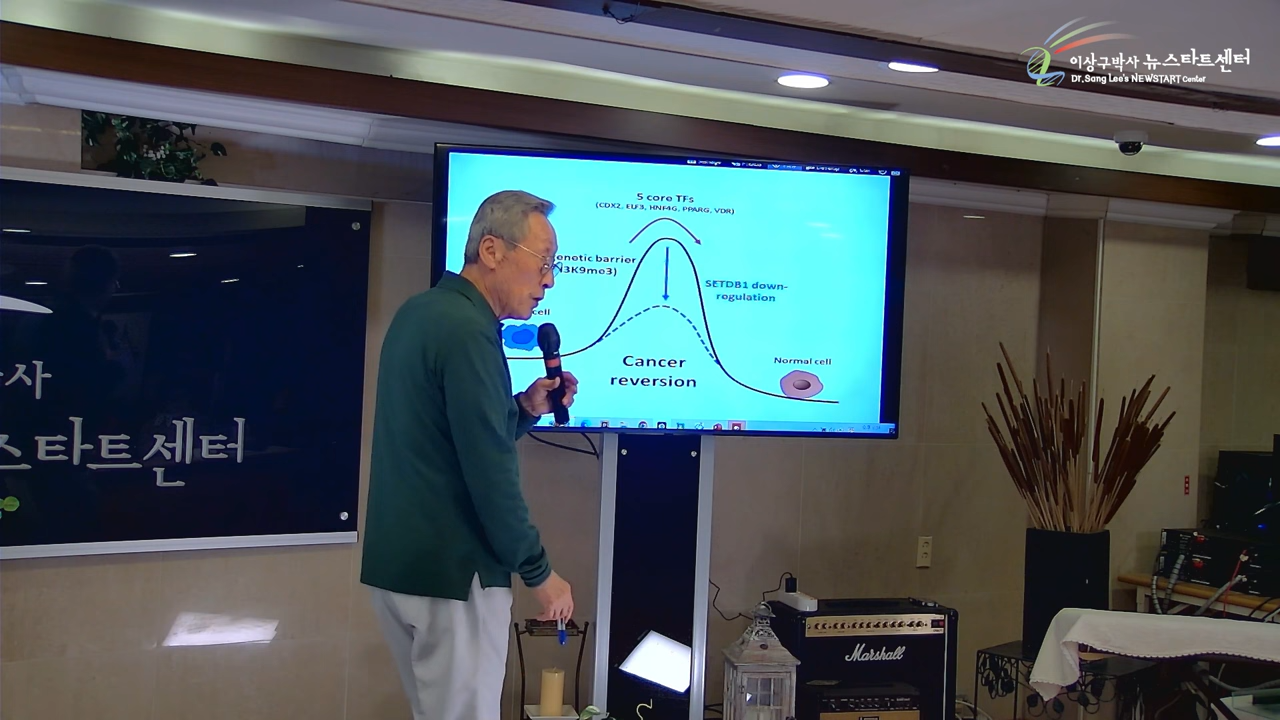 이상구박사 뉴스타트센터
Dr.Sang Lee's NEWSTART Center
5 core TFs
(CDX2, ELF3, HNF4G, PPARG, VDR)
enetic barrier
3K9me3)
SETDB1 down-
regulation
cell
Cancer
reversion
Normal cell
사
스타트센터
Marshall